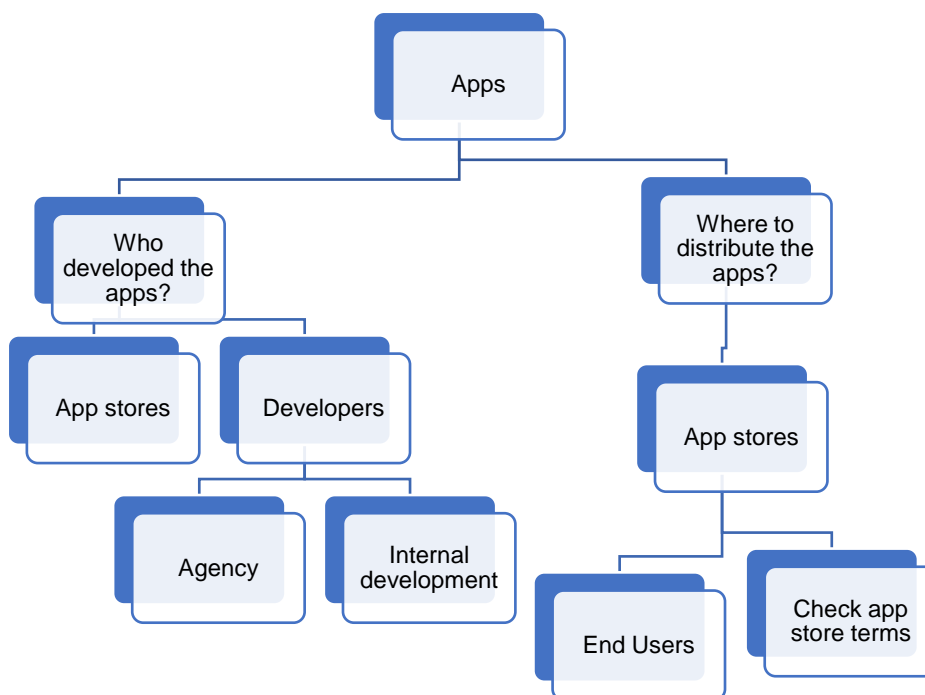 Apps
Who
developed the
apps?
Where to
distribute the
apps?
App stores
Developers
App stores
Agency
Internal
development
End Users
Check app
store terms